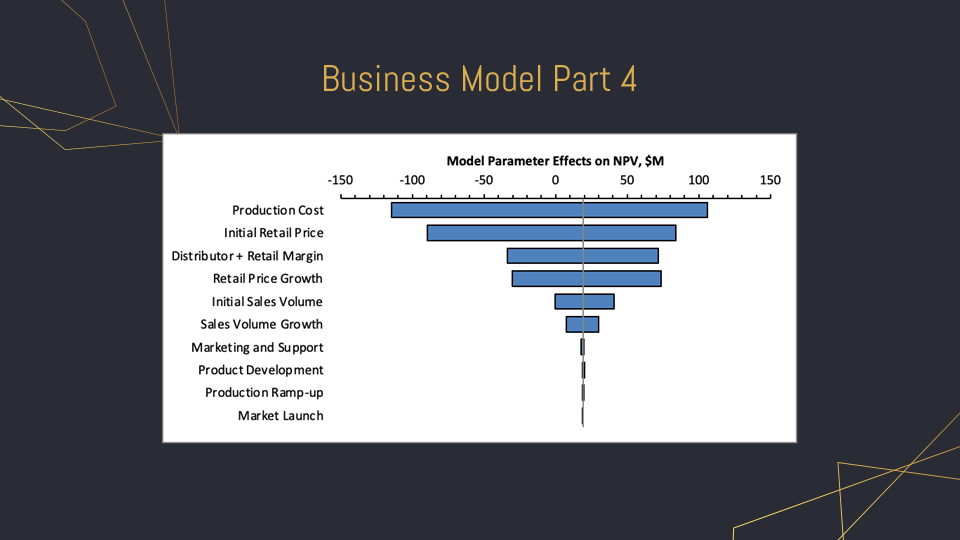 Business Model Part 4
Model Parameter Effects on NPV, $M
-150 -100 -50 0 50 100 150
Production Cost
Initial Retail Price
Distributor + Retail Margin
Retail Price Growth
Initial Sales Volume
Sales Volume Growth
Marketing and Support
Product Development
Production Ramp-up
Market Launch